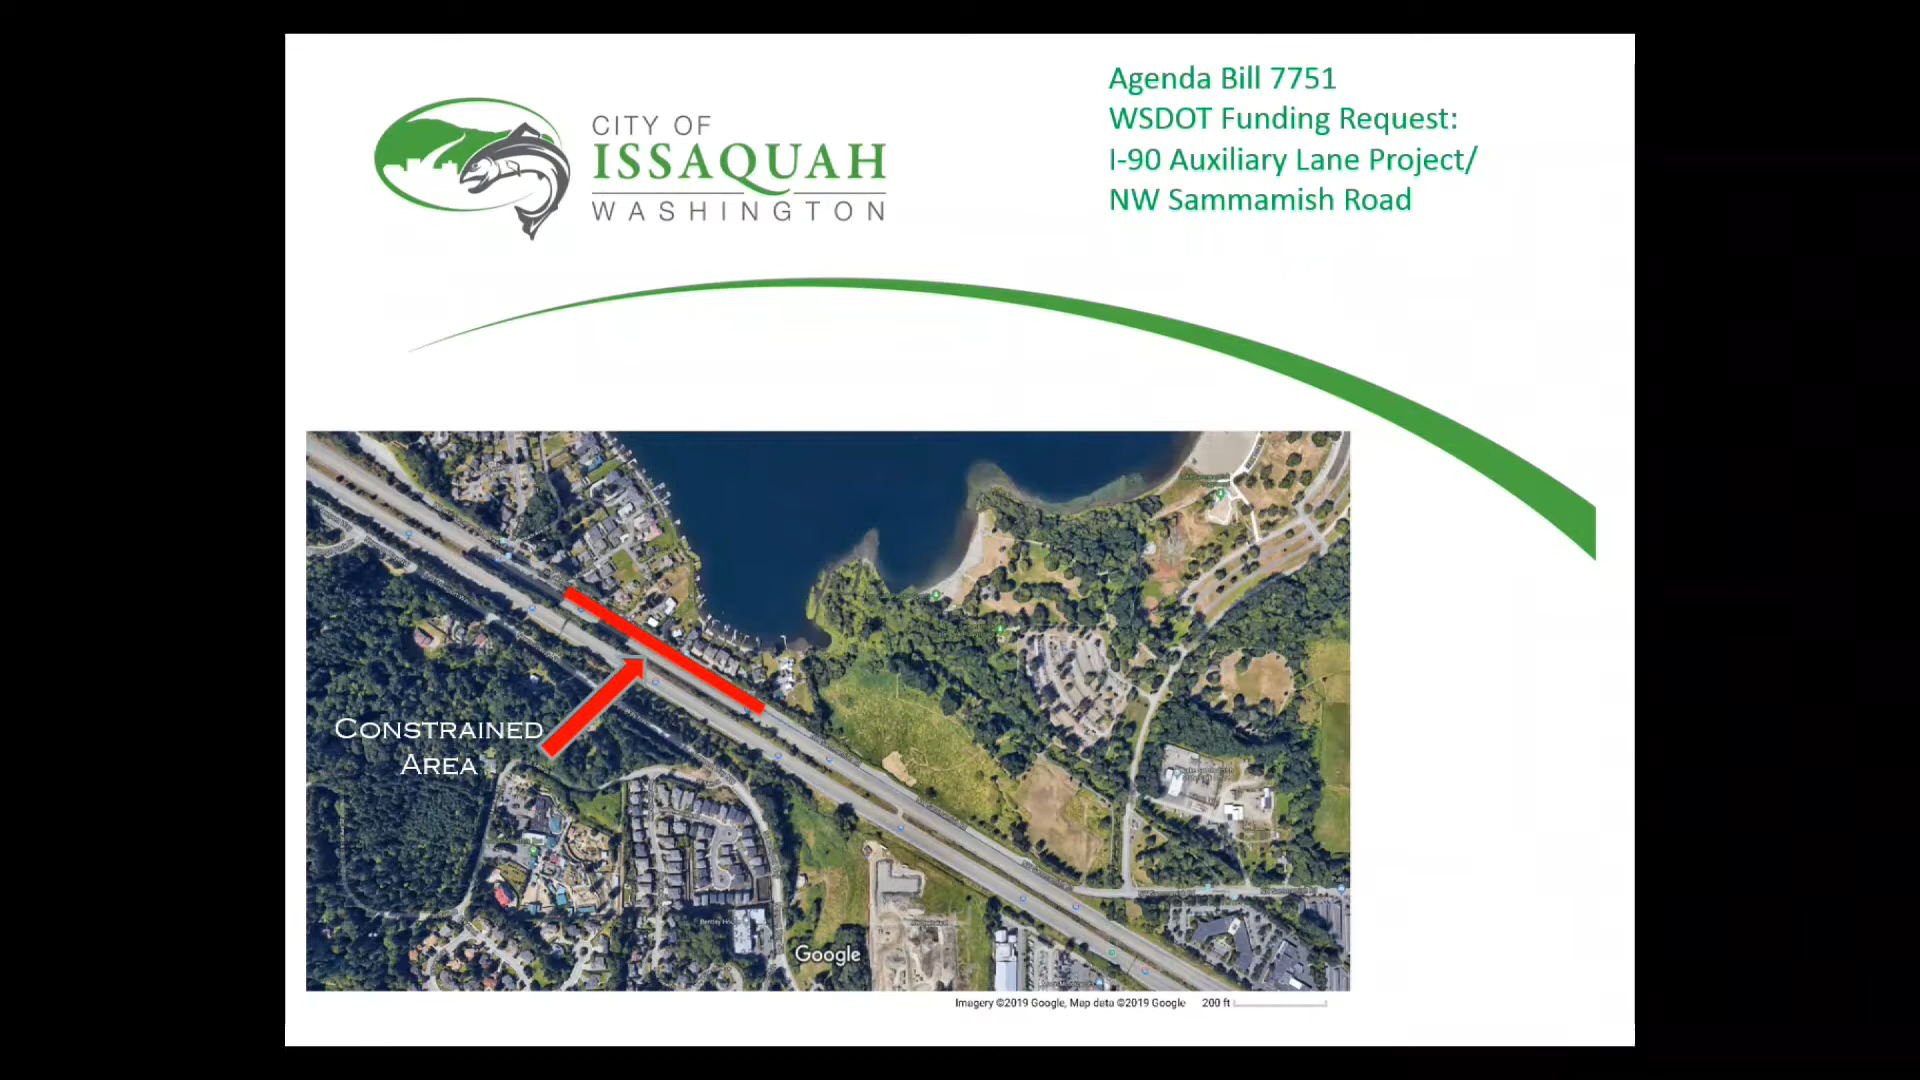 CITY OF
ISSAQUAH
WASHINGTON
Agenda Bill 7751
WSDOT Funding Request:
I-90 Auxiliary Lane Project/
NW Sammamish Road
CONSTRAINED
AREA
Google
Imagery ©2019 Google, Map data ©2019 Google 200 ft